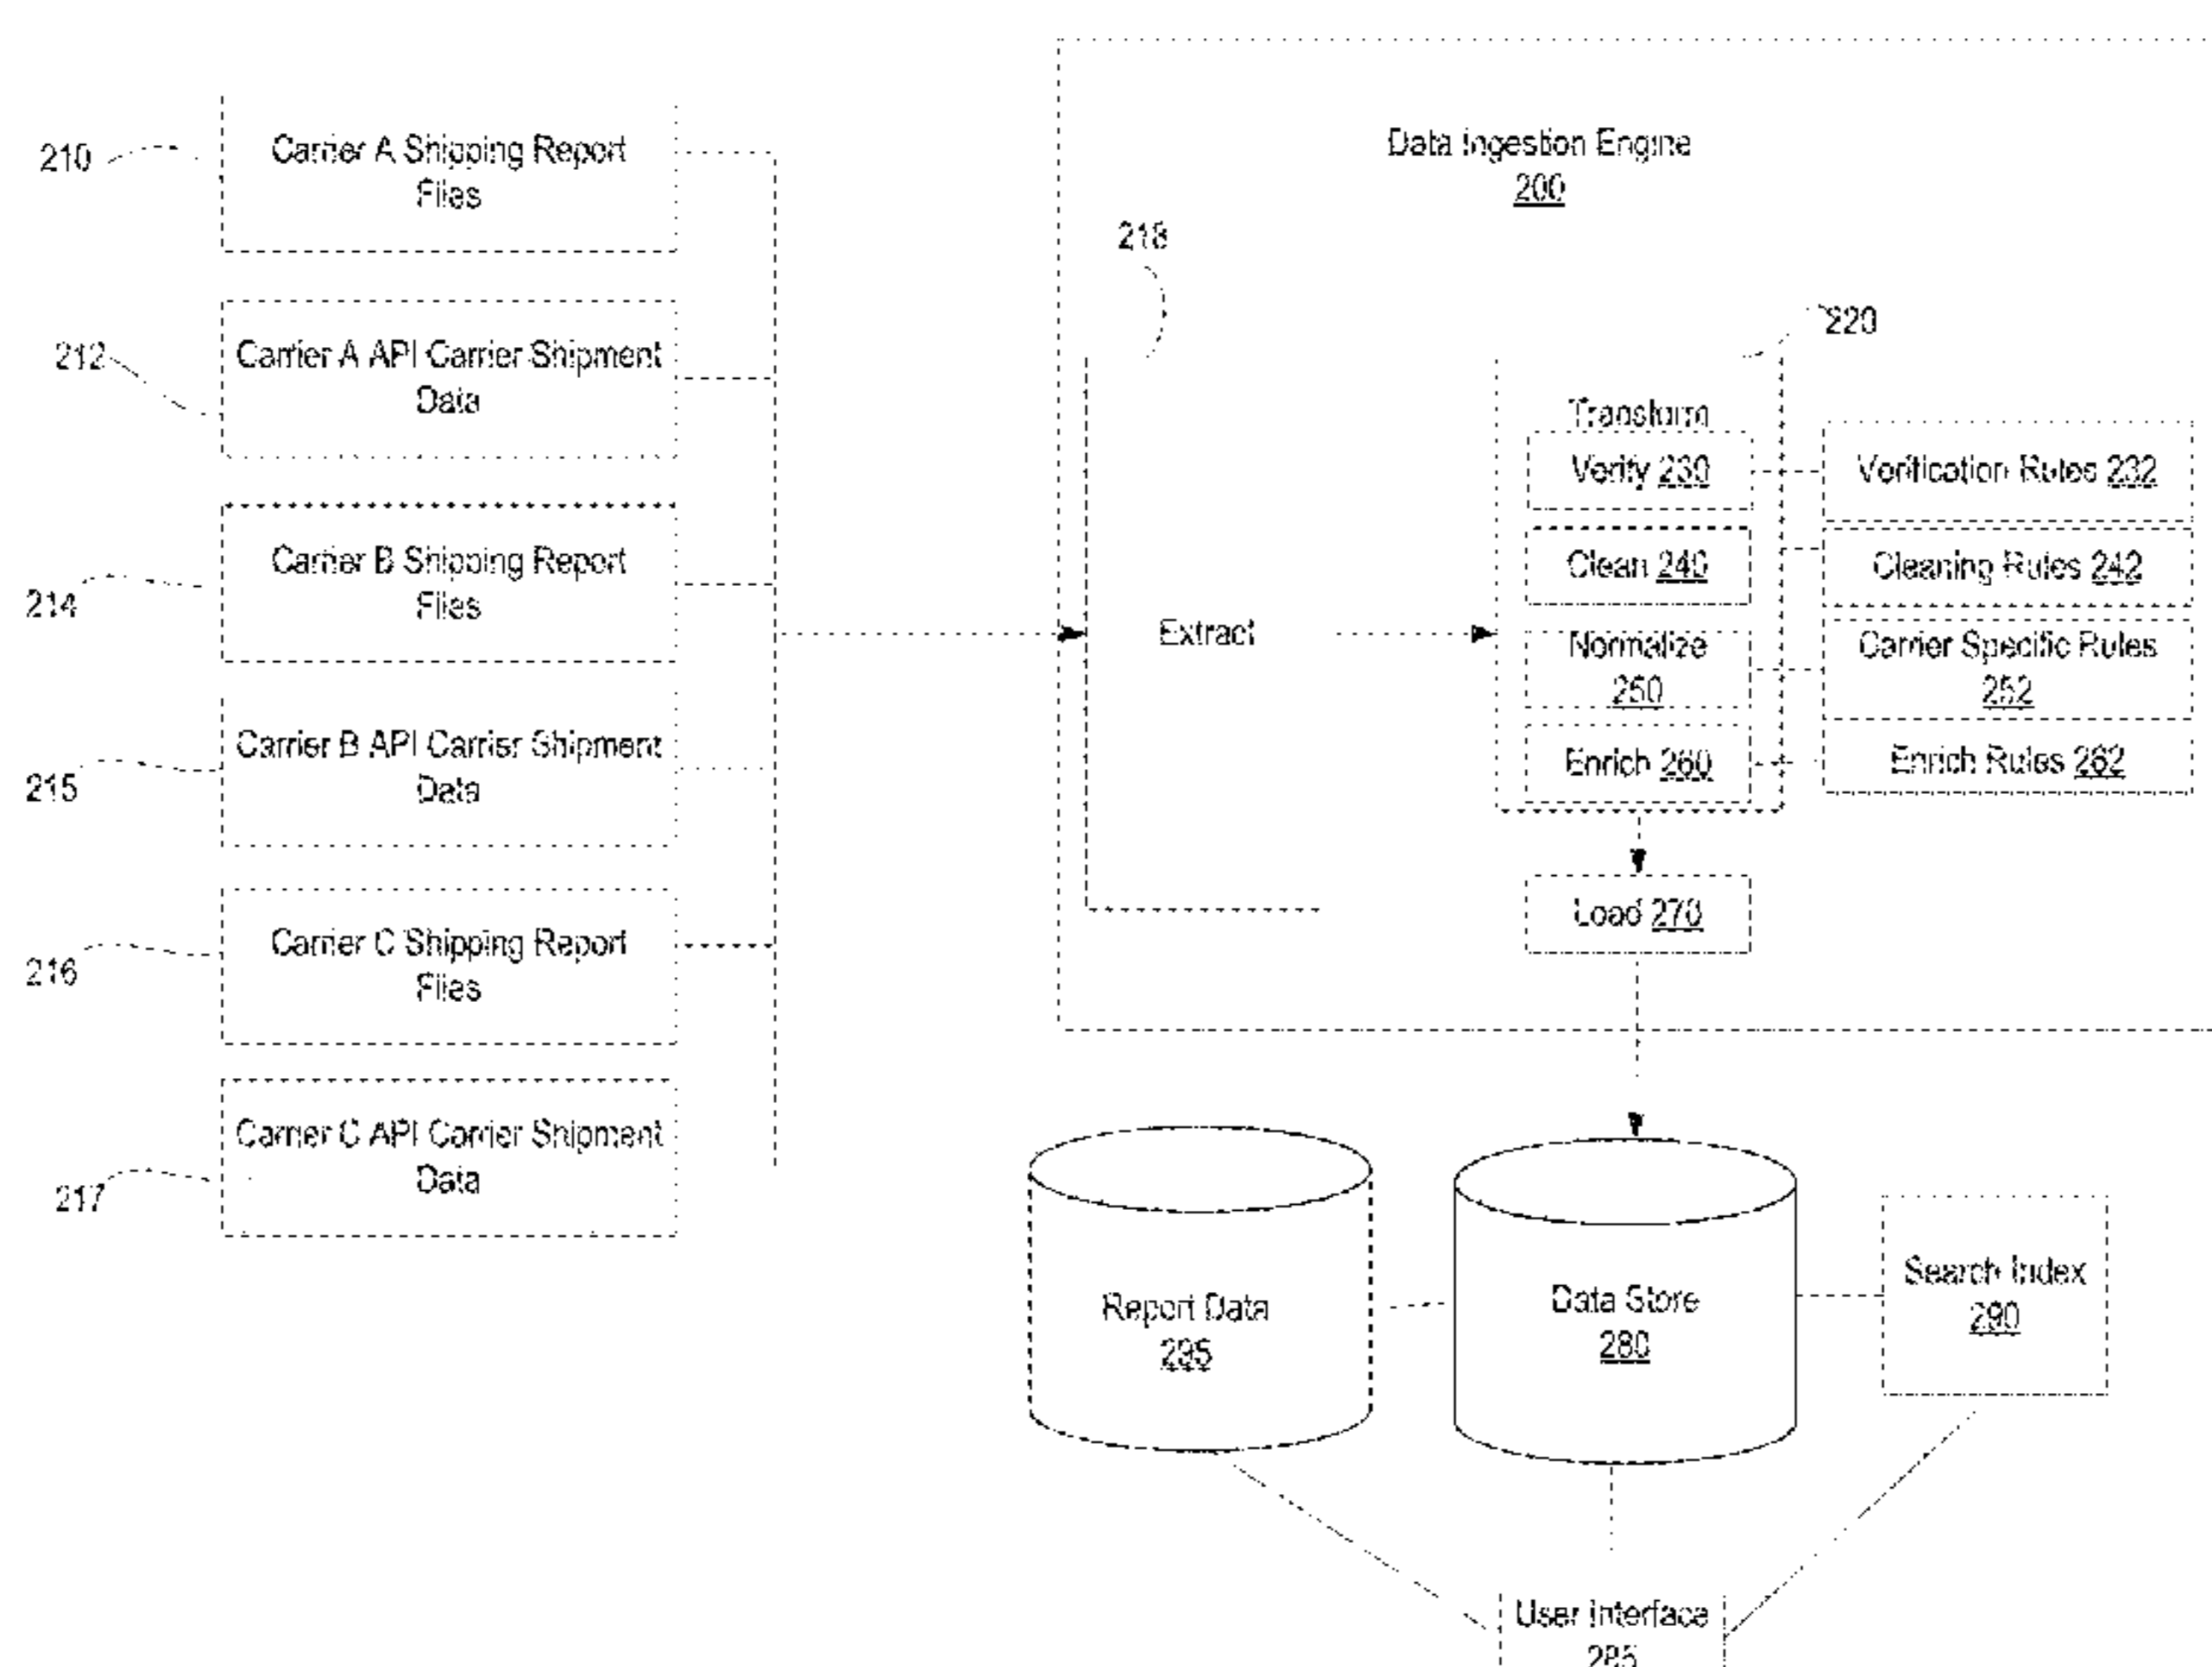 210
Carrier A Shipping Report
Files
212
Carrier A API Carrier Shipment
Data
214
Carrier B Shipping Report
Files
215
Carrier B API Carrier Shipment
Data
216
Carrier C Shipping Report
Files
217
Carrier C API Carrier Shipment
Data
Data Ingestion Engine
200
218
Extract
220
Transform
Verify 230
Verification Rules 232
Clean 240
Cleaning Rules 242
Normalize
250
Carrier Specific Rules
252
Enrich 260
Enrich Rules 262
Load 270
Report Data
295
Data Store
280
Search Index
290
User Interface
285